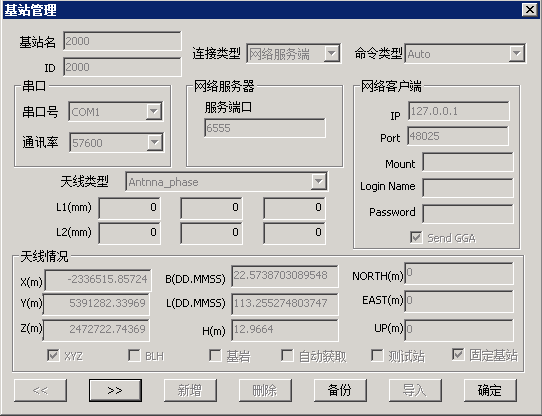 基站管理
基站名 2000 连接类型 网络服务端 命令类型 Auto
ID 2000
串口 网络服务器 网络客户端
串口号 COM1 服务端口 IP 127.0.0.1
通讯率 57600 6555 Port 48025
天线类型 Antnna_phase Mount
L1(mm) 0 0 0 Login Name
L2(mm) 0 0 0 Password
Send GGA
天线情况
X(m) -2336515.85724 B(DD.MMSS) 22.5738703089548 NORTH(m) 0
Y(m) 5391282.33969 L(DD.MMSS) 113.255274803747 EAST(m) 0
Z(m) 2472722.74369 H(m) 12.9664 UP(m) 0
XYZ BLH 基岩 自动获取 测试站 固定基站
<< >> 新增 删除 备份 导入 确定